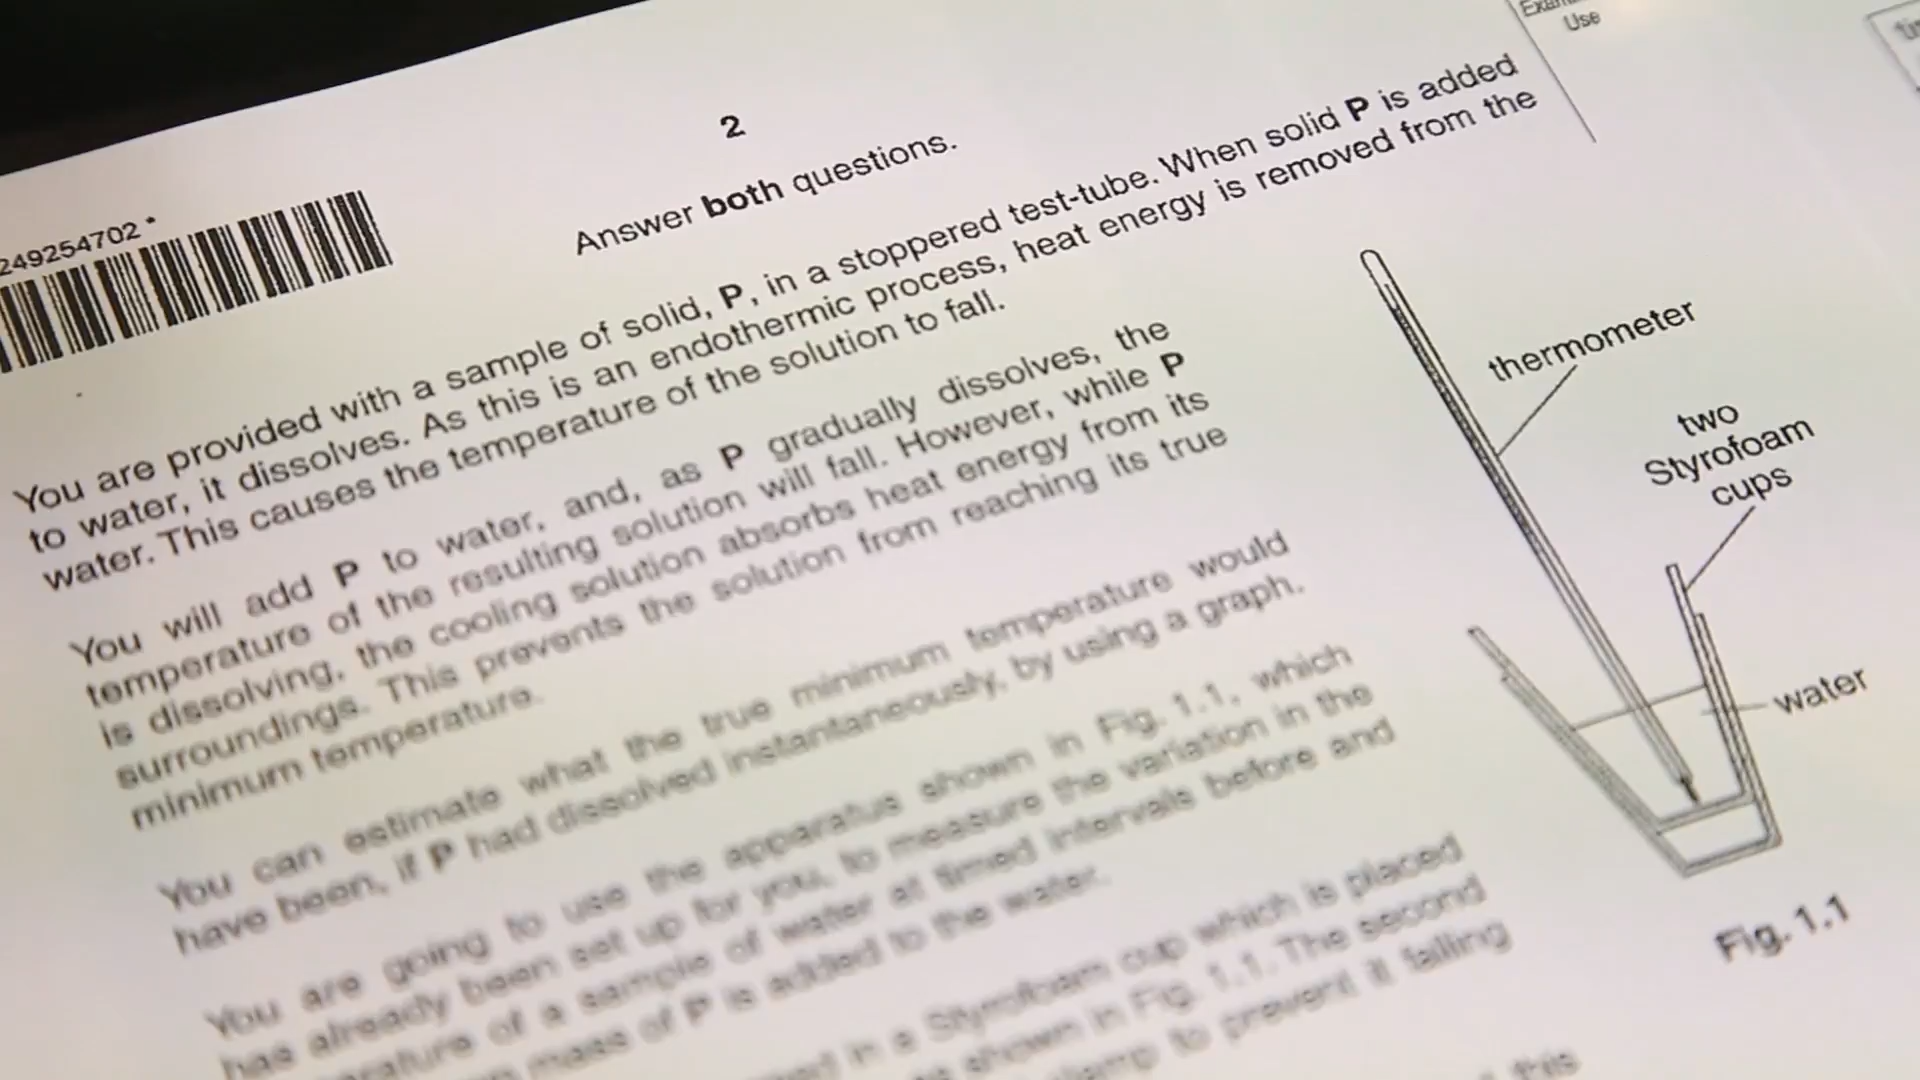 2
Use
249254702 *
Answer both questions.
You are provided with a sample of solid, P, in a stoppered test-tube. When solid P is added
to water, it dissolves. As this is an endothermic process, heat energy is removed from the
water. This causes the temperature of the solution to fall.
You will add P to water, and, as P gradually dissolves, the
temperature of the resulting solution will fall. However, while P
is dissolving, the cooling solution absorbs heat energy from its
surroundings. This prevents the solution from reaching its true
minimum temperature.
You can estimate what the true minimum temperature would
have been, if P had dissolved instantaneously, by using a graph.
You are going to use the apparatus shown in Fig. 1.1, which
has already been set up for you, to measure the variation in the
of a sample of water at timed intervals before and
mass of P is added to the water.
in a Styrofoam cup which is placed
shown in Fig. 1.1. The second
clamp to prevent it falling
this
thermometer
two
Styrofoam
cups
water
Fig. 1.1